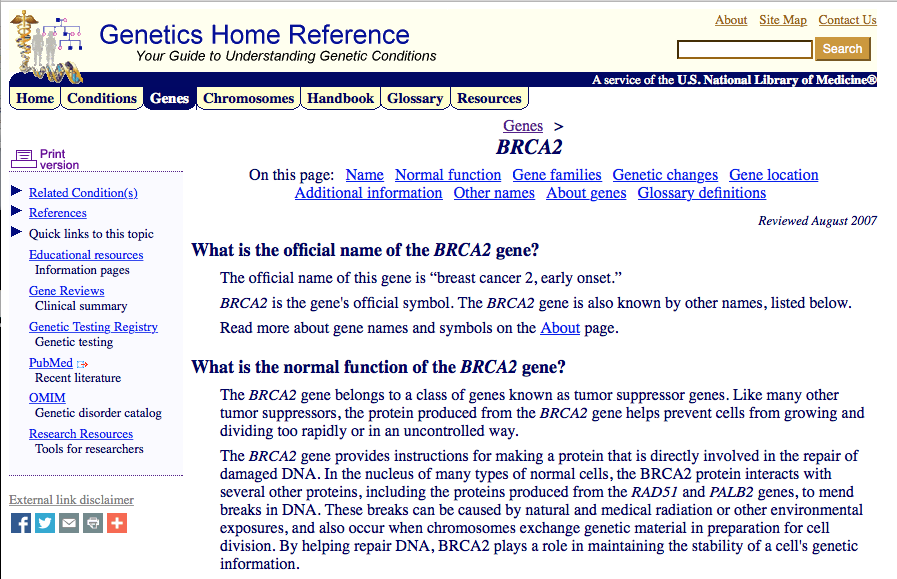 About Site Map Contact Us
Genetics Home Reference
Your Guide to Understanding Genetic Conditions
Search
A service of the U.S. National Library of Medicine®
Home Conditions Genes Chromosomes Handbook Glossary Resources
Print
version
Related Condition(s)
References
Quick links to this topic
Educational resources
Information pages
Gene Reviews
Clinical summary
Genetic Testing Registry
Genetic testing
PubMed
Recent literature
OMIM
Genetic disorder catalog
Research Resources
Tools for researchers
External link disclaimer
Genes >
BRCA2
On this page: Name Normal function Gene families Genetic changes Gene location
Additional information Other names About genes Glossary definitions
Reviewed August 2007
What is the official name of the BRCA2 gene?
The official name of this gene is “breast cancer 2, early onset.”
BRCA2 is the gene's official symbol. The BRCA2 gene is also known by other names, listed below.
Read more about gene names and symbols on the About page.
What is the normal function of the BRCA2 gene?
The BRCA2 gene belongs to a class of genes known as tumor suppressor genes. Like many other
tumor suppressors, the protein produced from the BRCA2 gene helps prevent cells from growing and
dividing too rapidly or in an uncontrolled way.
The BRCA2 gene provides instructions for making a protein that is directly involved in the repair of
damaged DNA. In the nucleus of many types of normal cells, the BRCA2 protein interacts with
several other proteins, including the proteins produced from the RAD51 and PALB2 genes, to mend
breaks in DNA. These breaks can be caused by natural and medical radiation or other environmental
exposures, and also occur when chromosomes exchange genetic material in preparation for cell
division. By helping repair DNA, BRCA2 plays a role in maintaining the stability of a cell's genetic
information.